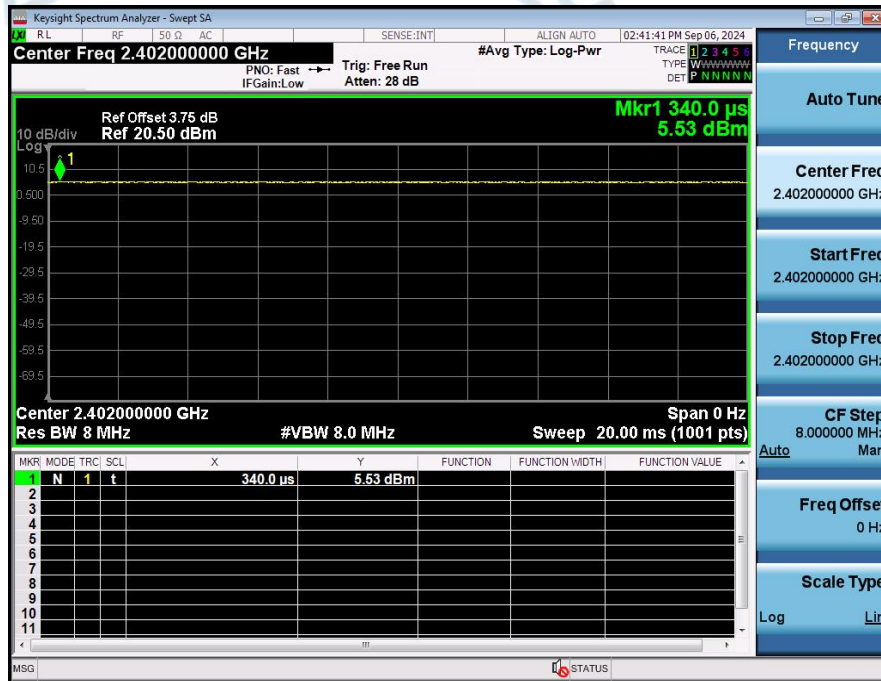 Keysight Spectrum Analyzer - Swept SA
LXI RL RF 50 Ω AC SENSE:INT ALIGN AUTO 02:41:41 PM Sep 06, 2024
Center Freq 2.402000000 GHz
PNO: Fast
IFGain:Low
Trig: Free Run
Atten: 28 dB
#Avg Type: Log-Pwr
TRACE 1 2 3 4 5 6
TYPE WWWWWW
DET P N N N N N
Ref Offset 3.75 dB
10 dB/div Ref 20.50 dBm
Log
Mkr1 340.0 µs
5.53 dBm
1
10.5
0.500
-9.50
-19.5
-29.5
-39.5
-49.5
-59.5
-69.5
Center 2.402000000 GHz Span 0 Hz
Res BW 8 MHz #VBW 8.0 MHz Sweep 20.00 ms (1001 pts)
MKR MODE TRC SCL X Y FUNCTION FUNCTION WIDTH FUNCTION VALUE
1 N 1 t 340.0 µs 5.53 dBm
2
3
4
5
6
7
8
9
10
11
MSG STATUS
Frequency
Auto Tune
Center Freq
2.402000000 GHz
Start Freq
2.402000000 GHz
Stop Freq
2.402000000 GHz
CF Step
8.000000 MHz
Auto Man
Freq Offset
0 Hz
Scale Type
Log Lin